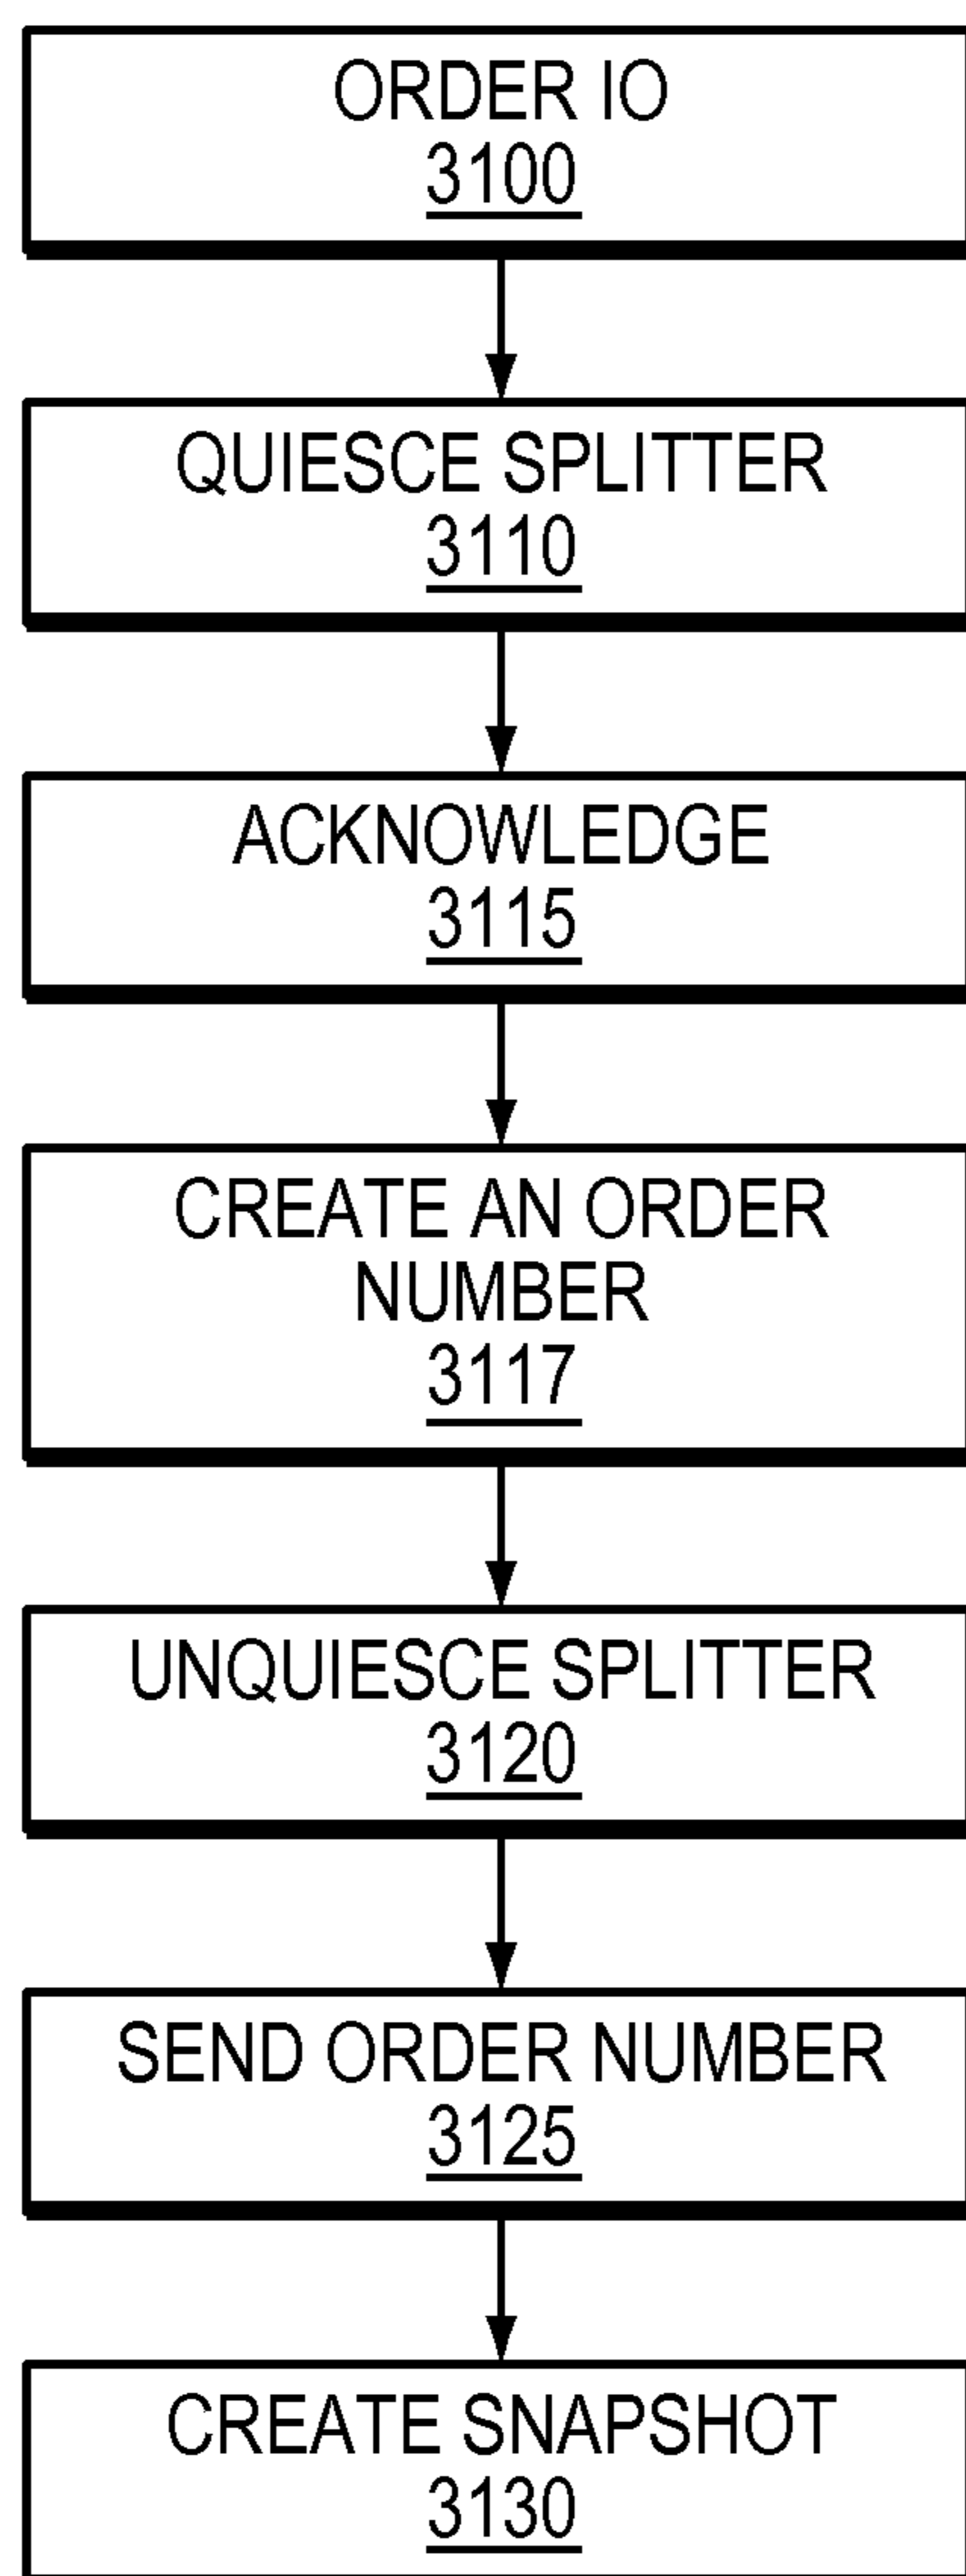 ORDER IO
3100
QUIESCE SPLITTER
3110
ACKNOWLEDGE
3115
CREATE AN ORDER
NUMBER
3117
UNQUIESCE SPLITTER
3120
SEND ORDER NUMBER
3125
CREATE SNAPSHOT
3130